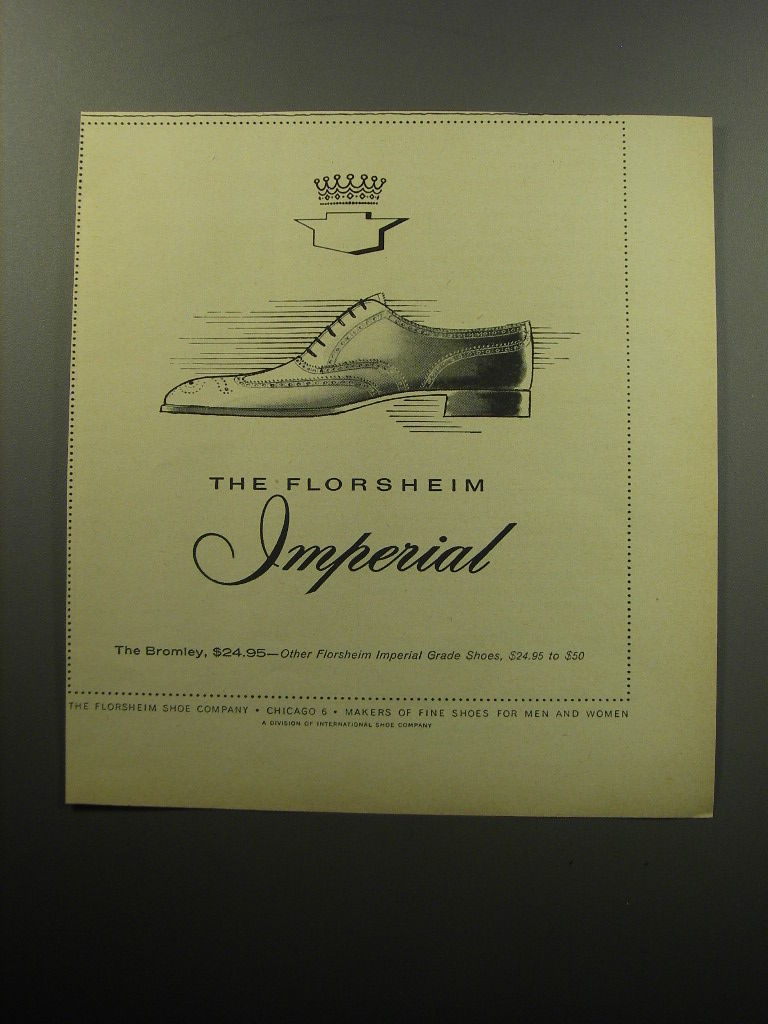 THE FLORSHEIM
Imperial
The Bromley, $24.95—Other Florsheim Imperial Grade Shoes, $24.95 to $50
THE FLORSHEIM SHOE COMPANY • CHICAGO 6 • MAKERS OF FINE SHOES FOR MEN AND WOMEN
A DIVISION OF INTERNATIONAL SHOE COMPANY